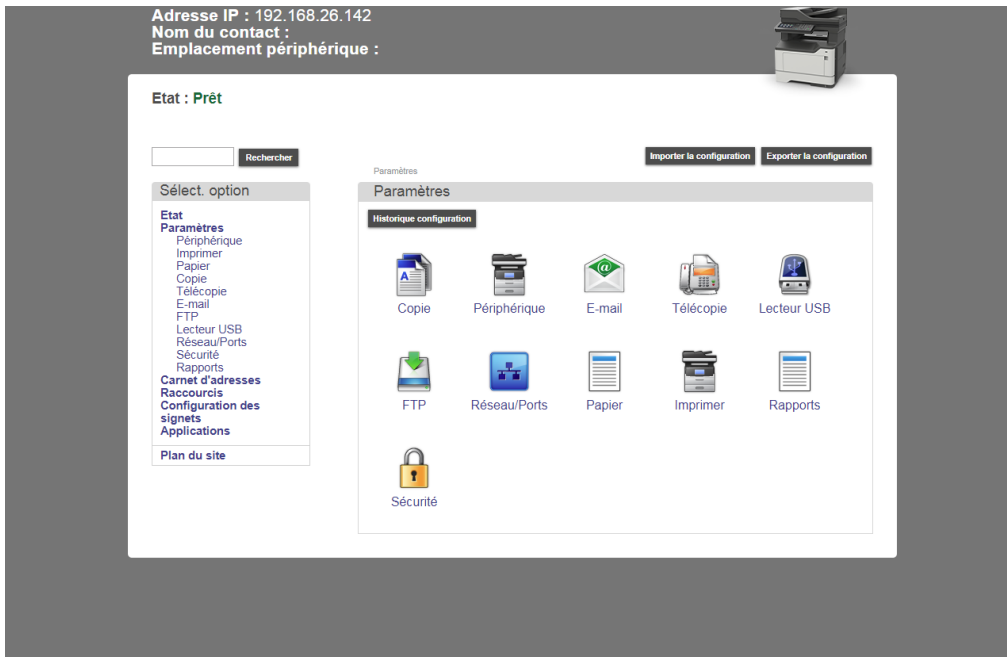 Adresse IP : 192.168.26.142
Nom du contact :
Emplacement périphérique :
Etat : Prêt
Rechercher
Importer la configuration
Exporter la configuration
Paramètres
Sélect. option
Etat
Paramètres
Périphérique
Imprimer
Papier
Copie
Télécopie
E-mail
FTP
Lecteur USB
Réseau/Ports
Sécurité
Rapports
Carnet d'adresses
Raccourcis
Configuration des
signets
Applications
Plan du site
Paramètres
Historique configuration
Copie
Périphérique
E-mail
Télécopie
Lecteur USB
FTP
Réseau/Ports
Papier
Imprimer
Rapports
Sécurité